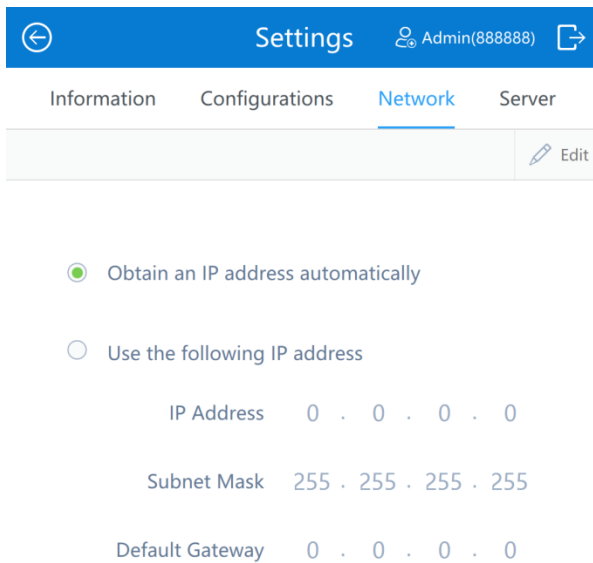 Settings Admin(888888)
Information Configurations Network Server
Edit
Obtain an IP address automatically
Use the following IP address
IP Address 0 . 0 . 0 . 0
Subnet Mask 255 . 255 . 255 . 255
Default Gateway 0 . 0 . 0 . 0